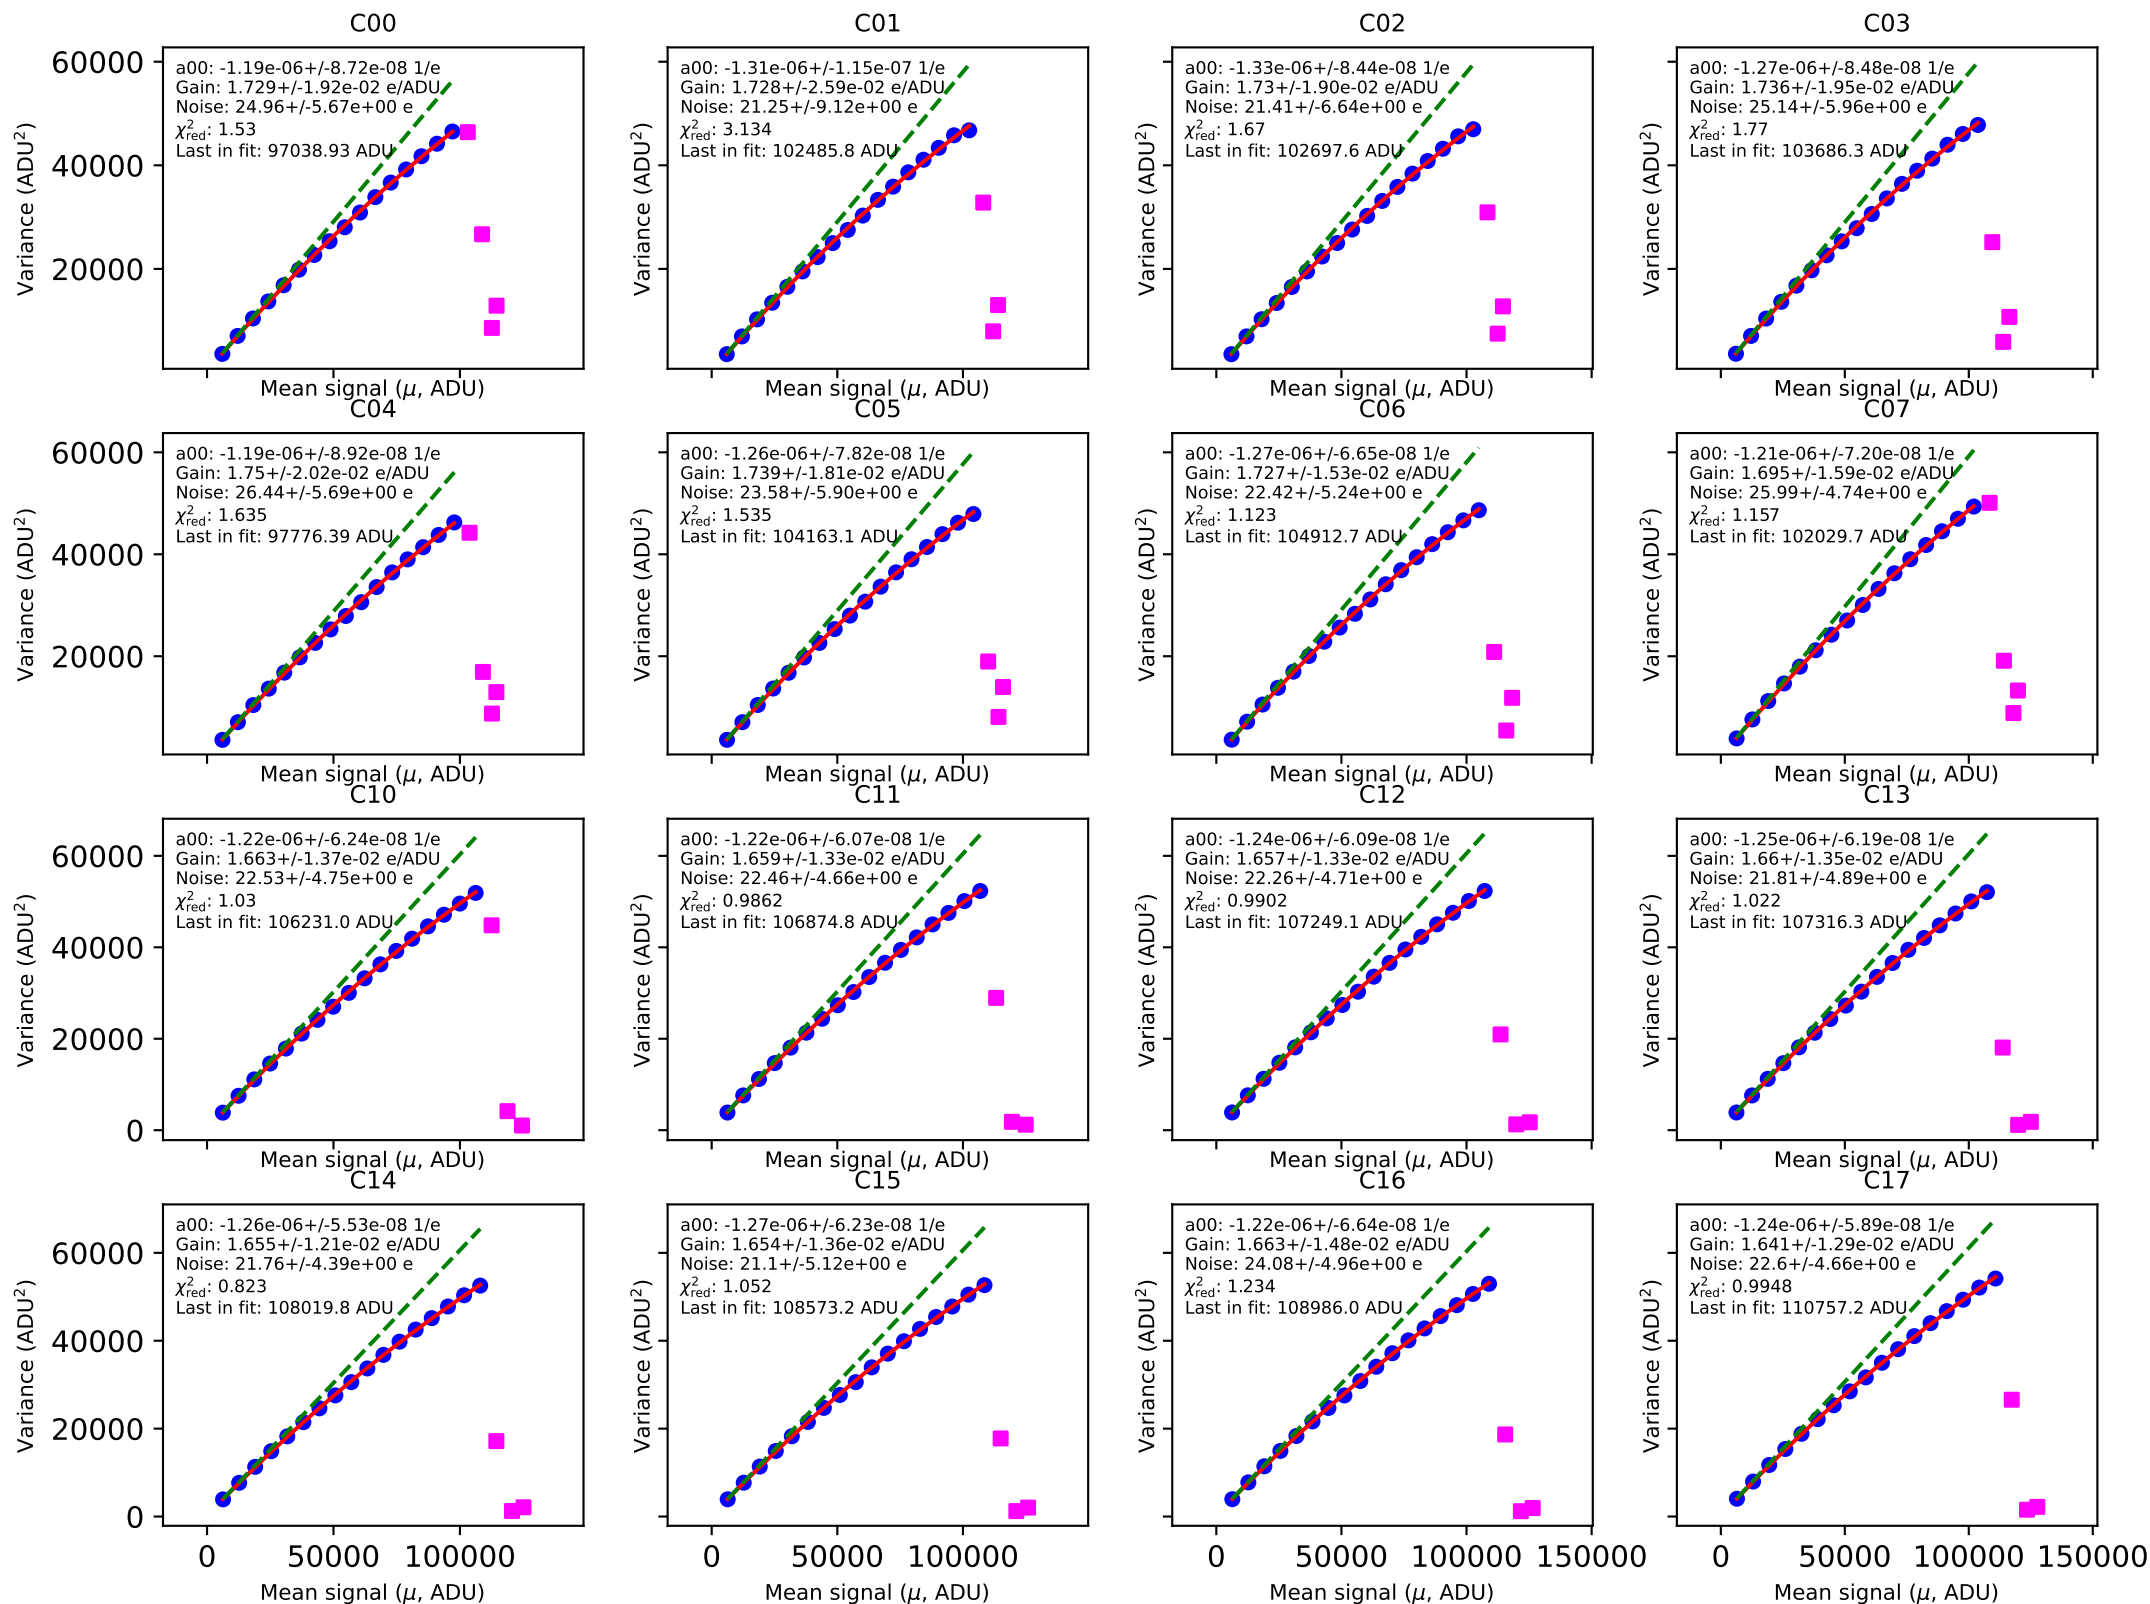 C00
a00: -1.19e-06+/-8.72e-08 1/e
Gain: 1.729+/-1.92e-02 e/ADU
Noise: 24.96+/-5.67e+00 e
χ²red: 1.53
Last in fit: 97038.93 ADU
60000
40000
20000
Variance (ADU²)
Mean signal (μ, ADU)
C01
a00: -1.31e-06+/-1.15e-07 1/e
Gain: 1.728+/-2.59e-02 e/ADU
Noise: 21.25+/-9.12e+00 e
χ²red: 3.134
Last in fit: 102485.8 ADU
Variance (ADU²)
Mean signal (μ, ADU)
C02
a00: -1.33e-06+/-8.44e-08 1/e
Gain: 1.73+/-1.90e-02 e/ADU
Noise: 21.41+/-6.64e+00 e
χ²red: 1.67
Last in fit: 102697.6 ADU
Variance (ADU²)
Mean signal (μ, ADU)
C03
a00: -1.27e-06+/-8.48e-08 1/e
Gain: 1.736+/-1.95e-02 e/ADU
Noise: 25.14+/-5.96e+00 e
χ²red: 1.77
Last in fit: 103686.3 ADU
Variance (ADU²)
Mean signal (μ, ADU)
C04
a00: -1.19e-06+/-8.92e-08 1/e
Gain: 1.75+/-2.02e-02 e/ADU
Noise: 26.44+/-5.69e+00 e
χ²red: 1.635
Last in fit: 97776.39 ADU
60000
40000
20000
Variance (ADU²)
Mean signal (μ, ADU)
C05
a00: -1.26e-06+/-7.82e-08 1/e
Gain: 1.739+/-1.81e-02 e/ADU
Noise: 23.58+/-5.90e+00 e
χ²red: 1.535
Last in fit: 104163.1 ADU
Variance (ADU²)
Mean signal (μ, ADU)
C06
a00: -1.27e-06+/-6.65e-08 1/e
Gain: 1.727+/-1.53e-02 e/ADU
Noise: 22.42+/-5.24e+00 e
χ²red: 1.123
Last in fit: 104912.7 ADU
Variance (ADU²)
Mean signal (μ, ADU)
C07
a00: -1.21e-06+/-7.20e-08 1/e
Gain: 1.695+/-1.59e-02 e/ADU
Noise: 25.99+/-4.74e+00 e
χ²red: 1.157
Last in fit: 102029.7 ADU
Variance (ADU²)
Mean signal (μ, ADU)
C10
a00: -1.22e-06+/-6.24e-08 1/e
Gain: 1.663+/-1.37e-02 e/ADU
Noise: 22.53+/-4.75e+00 e
χ²red: 1.03
Last in fit: 106231.0 ADU
60000
40000
20000
0
Variance (ADU²)
Mean signal (μ, ADU)
C11
a00: -1.22e-06+/-6.07e-08 1/e
Gain: 1.659+/-1.33e-02 e/ADU
Noise: 22.46+/-4.66e+00 e
χ²red: 0.9862
Last in fit: 106874.8 ADU
Variance (ADU²)
Mean signal (μ, ADU)
C12
a00: -1.24e-06+/-6.09e-08 1/e
Gain: 1.657+/-1.33e-02 e/ADU
Noise: 22.26+/-4.71e+00 e
χ²red: 0.9902
Last in fit: 107249.1 ADU
Variance (ADU²)
Mean signal (μ, ADU)
C13
a00: -1.25e-06+/-6.19e-08 1/e
Gain: 1.66+/-1.35e-02 e/ADU
Noise: 21.81+/-4.89e+00 e
χ²red: 1.022
Last in fit: 107316.3 ADU
Variance (ADU²)
Mean signal (μ, ADU)
C14
a00: -1.26e-06+/-5.53e-08 1/e
Gain: 1.655+/-1.21e-02 e/ADU
Noise: 21.76+/-4.39e+00 e
χ²red: 0.823
Last in fit: 108019.8 ADU
60000
40000
20000
0
Variance (ADU²)
0 50000 100000
Mean signal (μ, ADU)
C15
a00: -1.27e-06+/-6.23e-08 1/e
Gain: 1.654+/-1.36e-02 e/ADU
Noise: 21.1+/-5.12e+00 e
χ²red: 1.052
Last in fit: 108573.2 ADU
Variance (ADU²)
0 50000 100000
Mean signal (μ, ADU)
C16
a00: -1.22e-06+/-6.64e-08 1/e
Gain: 1.663+/-1.48e-02 e/ADU
Noise: 24.08+/-4.96e+00 e
χ²red: 1.234
Last in fit: 108986.0 ADU
Variance (ADU²)
0 50000 100000 150000
Mean signal (μ, ADU)
C17
a00: -1.24e-06+/-5.89e-08 1/e
Gain: 1.641+/-1.29e-02 e/ADU
Noise: 22.6+/-4.66e+00 e
χ²red: 0.9948
Last in fit: 110757.2 ADU
Variance (ADU²)
0 50000 100000 150000
Mean signal (μ, ADU)